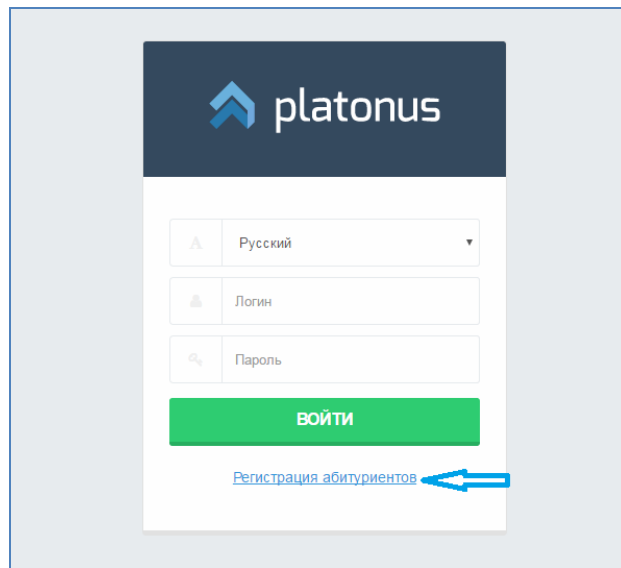 platonus
A
Русский
Логин
Пароль
ВОЙТИ
Регистрация абитуриентов